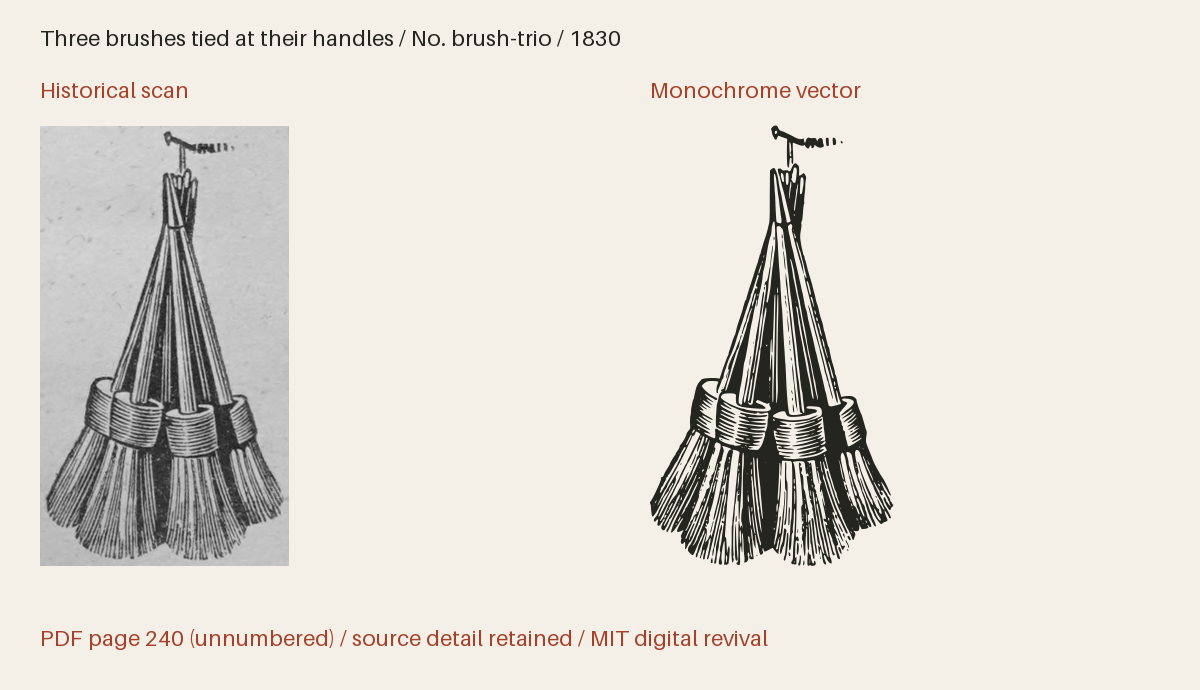 Three brushes tied at their handles / No. brush-trio / 1830
Historical scan
Monochrome vector
PDF page 240 (unnumbered) / source detail retained / MIT digital revival